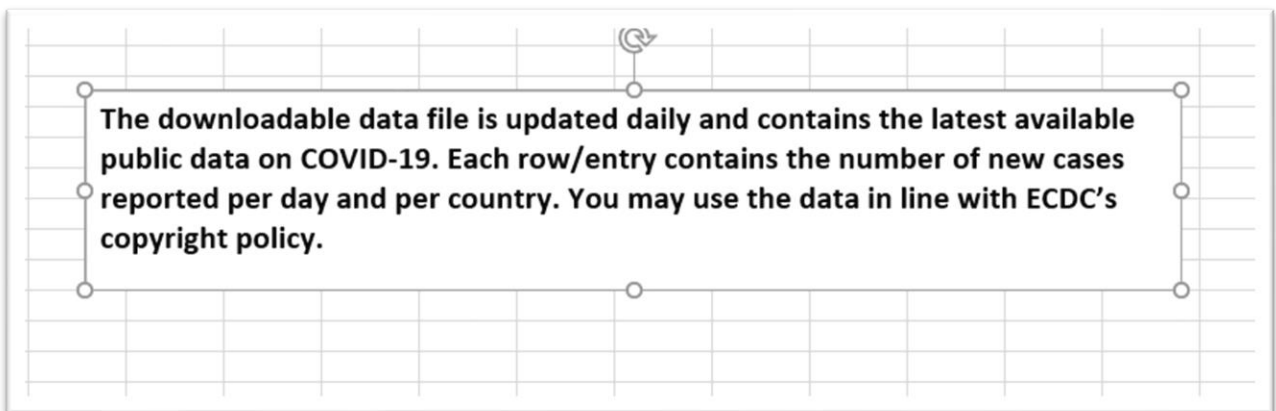 The downloadable data file is updated daily and contains the latest available
public data on COVID-19. Each row/entry contains the number of new cases
reported per day and per country. You may use the data in line with ECDC’s
copyright policy.